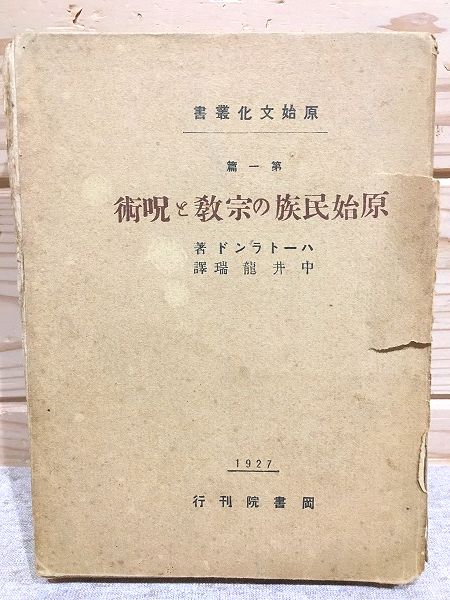 原始文化叢書
第一篇
原始民族の宗教と呪術
ハートランド著
中井龍瑞譯
1927
岡書院刊行